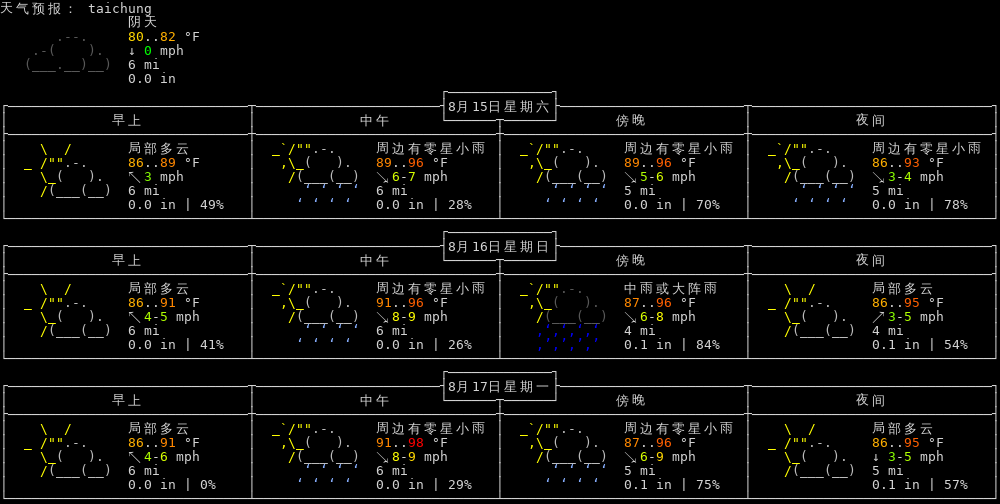 天气预报： taichung
阴天
80..82 °F
↓ 0 mph
6 mi
0.0 in
8月15日星期六
早上 中午 傍晚 夜间
局部多云 周边有零星小雨 周边有零星小雨 周边有零星小雨
86..89 °F 89..96 °F 89..96 °F 86..93 °F
↖ 3 mph ↘ 6-7 mph ↘ 5-6 mph ↘ 3-4 mph
6 mi 6 mi 5 mi 5 mi
0.0 in | 49% 0.0 in | 28% 0.0 in | 70% 0.0 in | 78%
8月16日星期日
早上 中午 傍晚 夜间
局部多云 周边有零星小雨 中雨或大阵雨 局部多云
86..91 °F 91..96 °F 87..96 °F 86..95 °F
↖ 4-5 mph ↘ 8-9 mph ↘ 6-8 mph ↗ 3-5 mph
6 mi 6 mi 4 mi 4 mi
0.0 in | 41% 0.0 in | 26% 0.1 in | 84% 0.1 in | 54%
8月17日星期一
早上 中午 傍晚 夜间
局部多云 周边有零星小雨 周边有零星小雨 局部多云
86..91 °F 91..98 °F 87..96 °F 86..95 °F
↖ 4-6 mph ↘ 8-9 mph ↘ 6-9 mph ↓ 3-5 mph
6 mi 6 mi 5 mi 5 mi
0.0 in | 0% 0.0 in | 29% 0.1 in | 75% 0.1 in | 57%